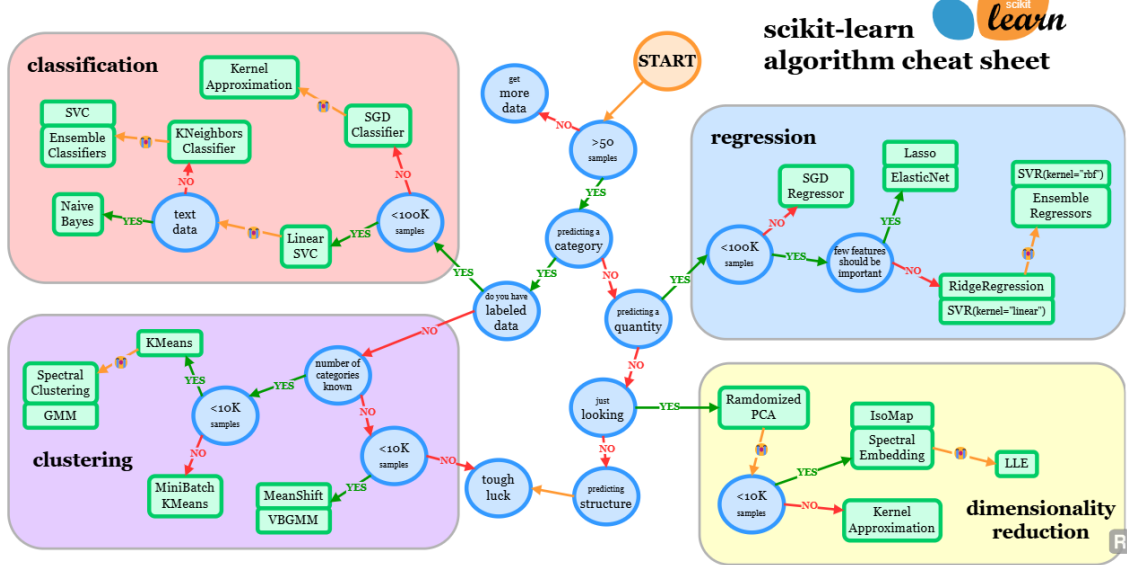 scikit-learn
algorithm cheat sheet
scikit
learn
START
get
more
data
NO
>50
samples
YES
predicting a
category
YES
NO
do you have
labeled
data
YES
NO
predicting a
quantity
YES
NO
just
looking
YES
NO
predicting
structure
tough
luck
classification
Kernel
Approximation
SVC
Ensemble
Classifiers
KNeighbors
Classifier
SGD
Classifier
NO
NO
Naive
Bayes
YES
text
data
Linear
SVC
YES
<100K
samples
regression
SGD
Regressor
NO
<100K
samples
YES
Lasso
ElasticNet
YES
few features
should be
important
NO
SVR(kernel="rbf")
Ensemble
Regressors
RidgeRegression
SVR(kernel="linear")
clustering
KMeans
Spectral
Clustering
GMM
YES
<10K
samples
YES
number of
categories
known
NO
NO
MiniBatch
KMeans
<10K
samples
NO
YES
MeanShift
VBGMM
dimensionality
reduction
Randomized
PCA
IsoMap
Spectral
Embedding
LLE
YES
<10K
samples
NO
Kernel
Approximation
R